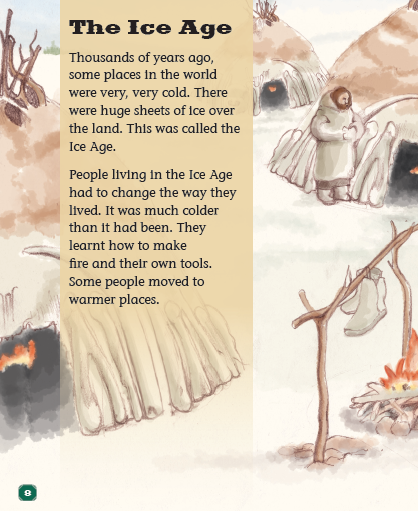 The Ice Age
Thousands of years ago,
some places in the world
were very, very cold. There
were huge sheets of ice over
the land. This was called the
Ice Age.
People living in the Ice Age
had to change the way they
lived. It was much colder
than it had been. They
learnt how to make
fire and their own tools.
Some people moved to
warmer places.
8